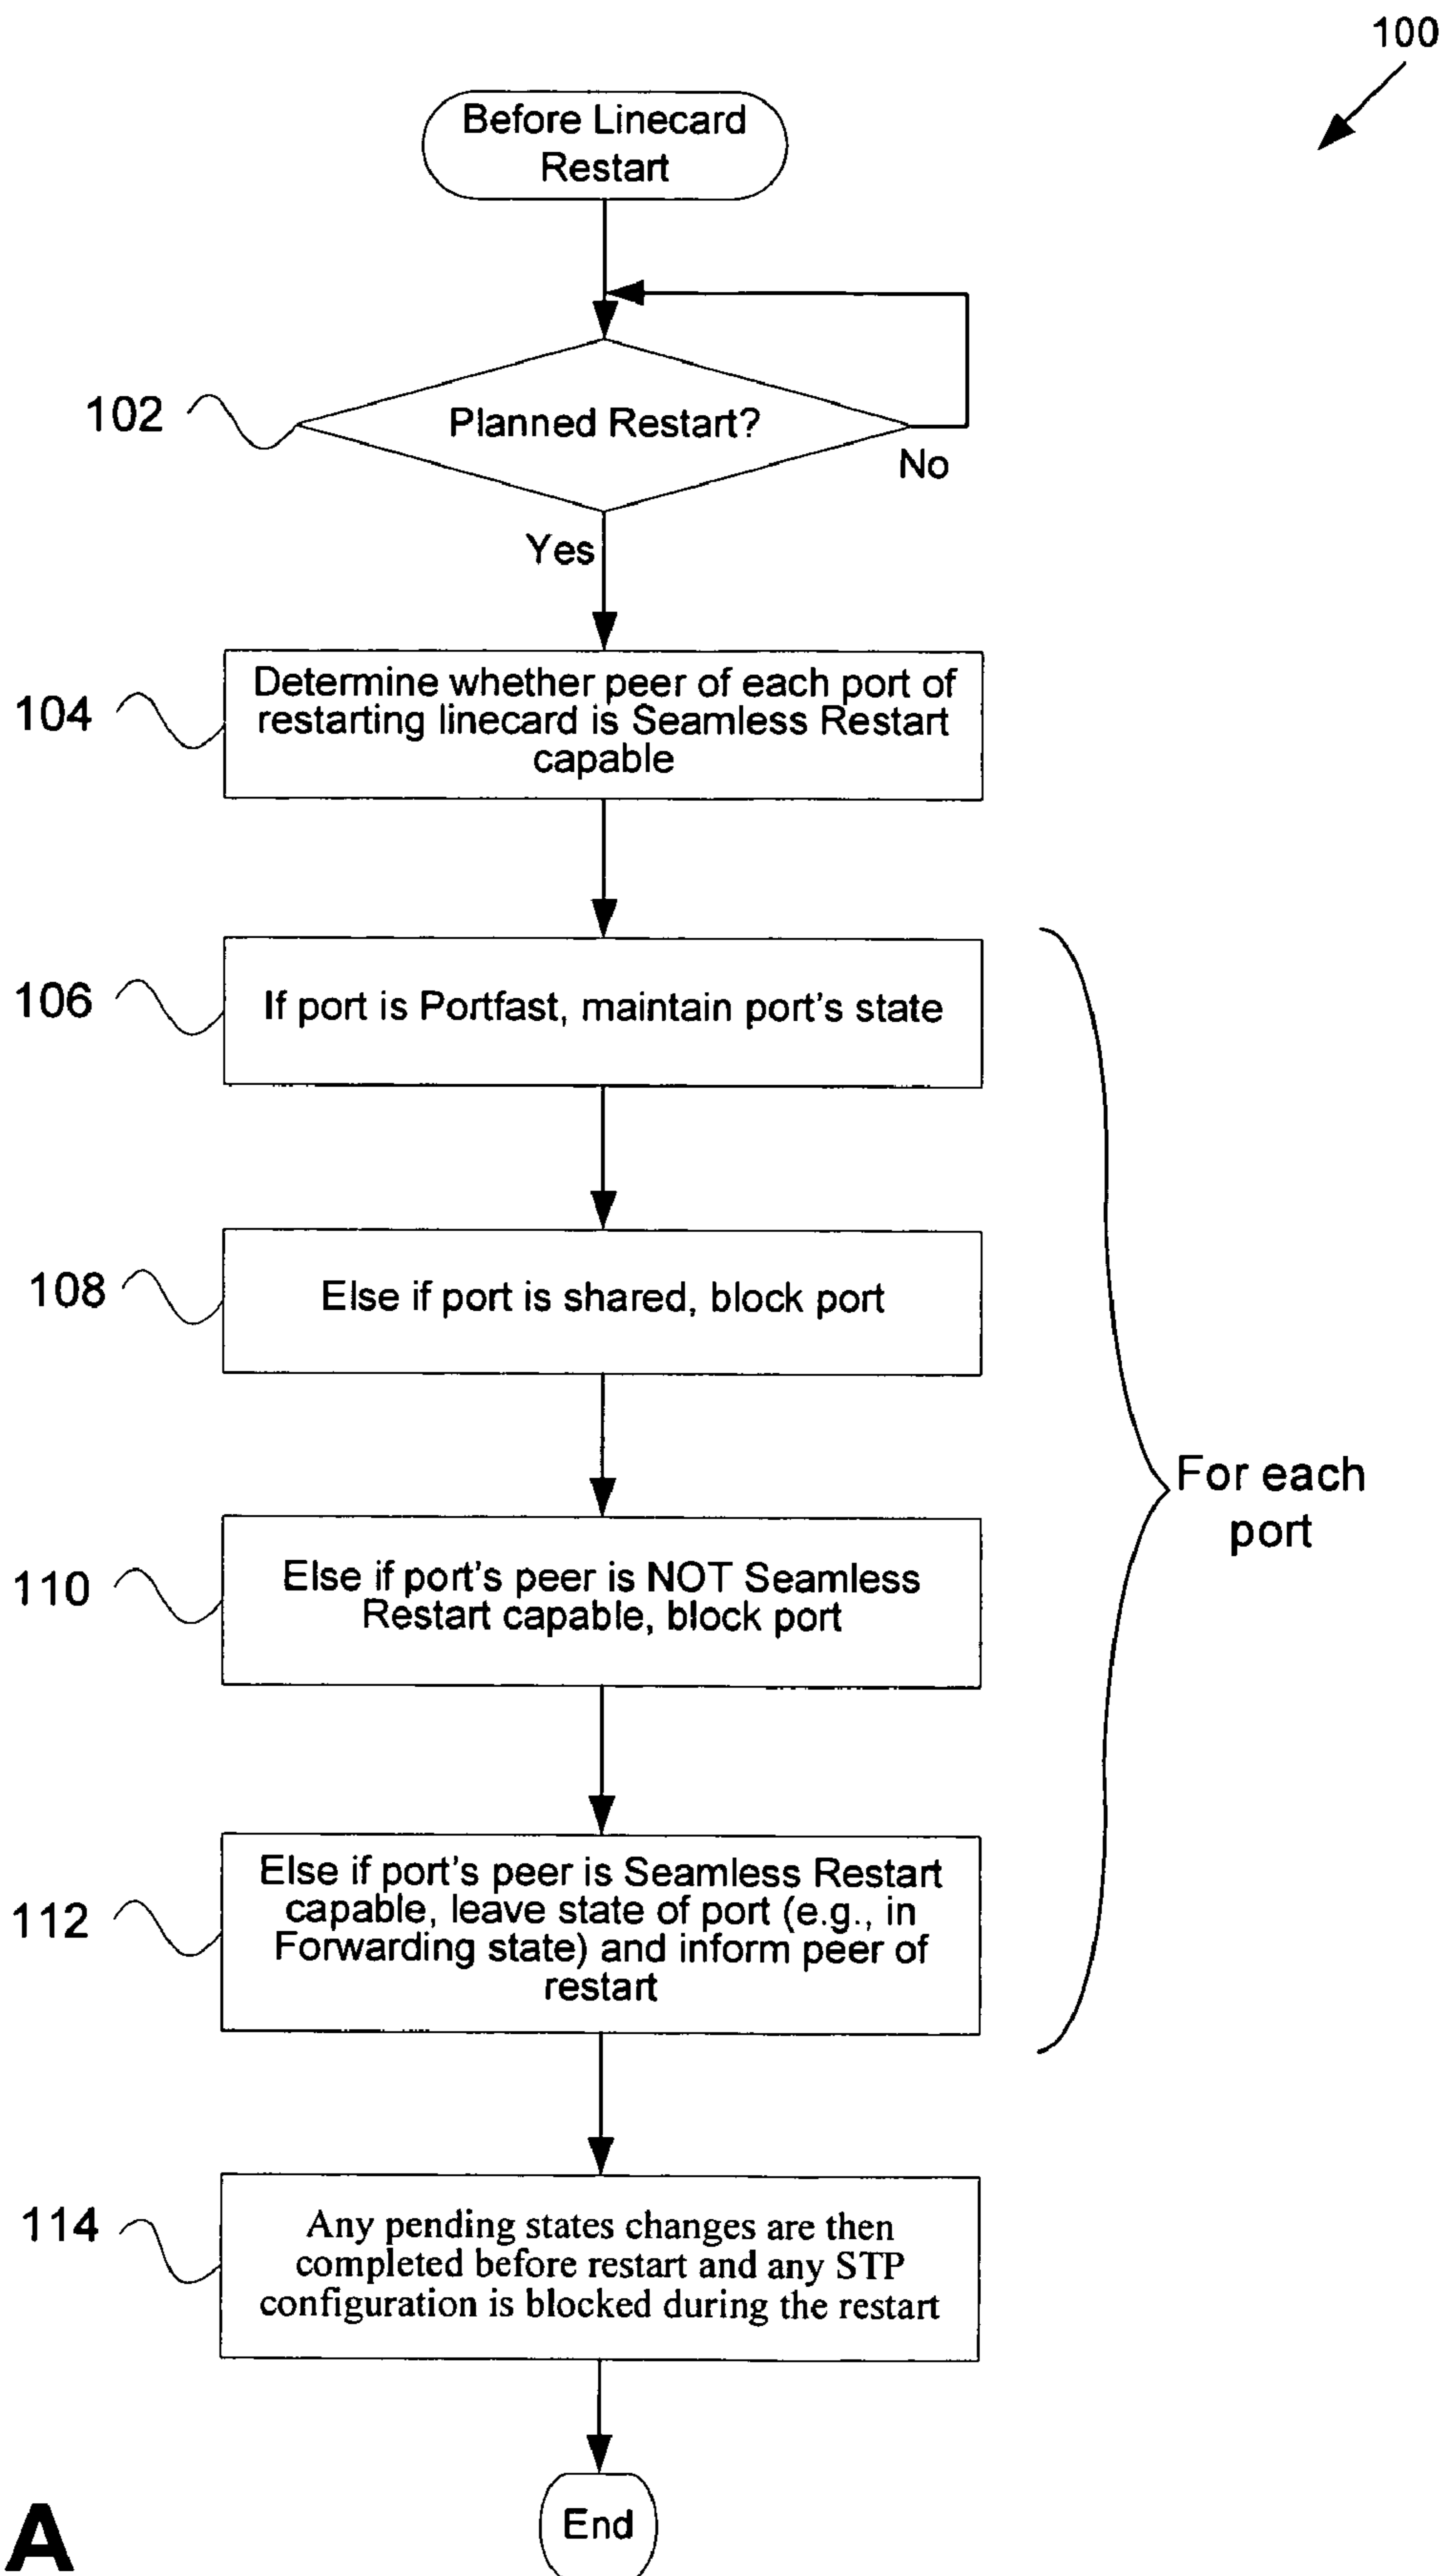 100
Before Linecard
Restart
102
Planned Restart?
No
Yes
104
Determine whether peer of each port of
restarting linecard is Seamless Restart
capable
106
If port is Portfast, maintain port's state
108
Else if port is shared, block port
For each
port
110
Else if port's peer is NOT Seamless
Restart capable, block port
112
Else if port's peer is Seamless Restart
capable, leave state of port (e.g., in
Forwarding state) and inform peer of
restart
114
Any pending states changes are then
completed before restart and any STP
configuration is blocked during the restart
End
A